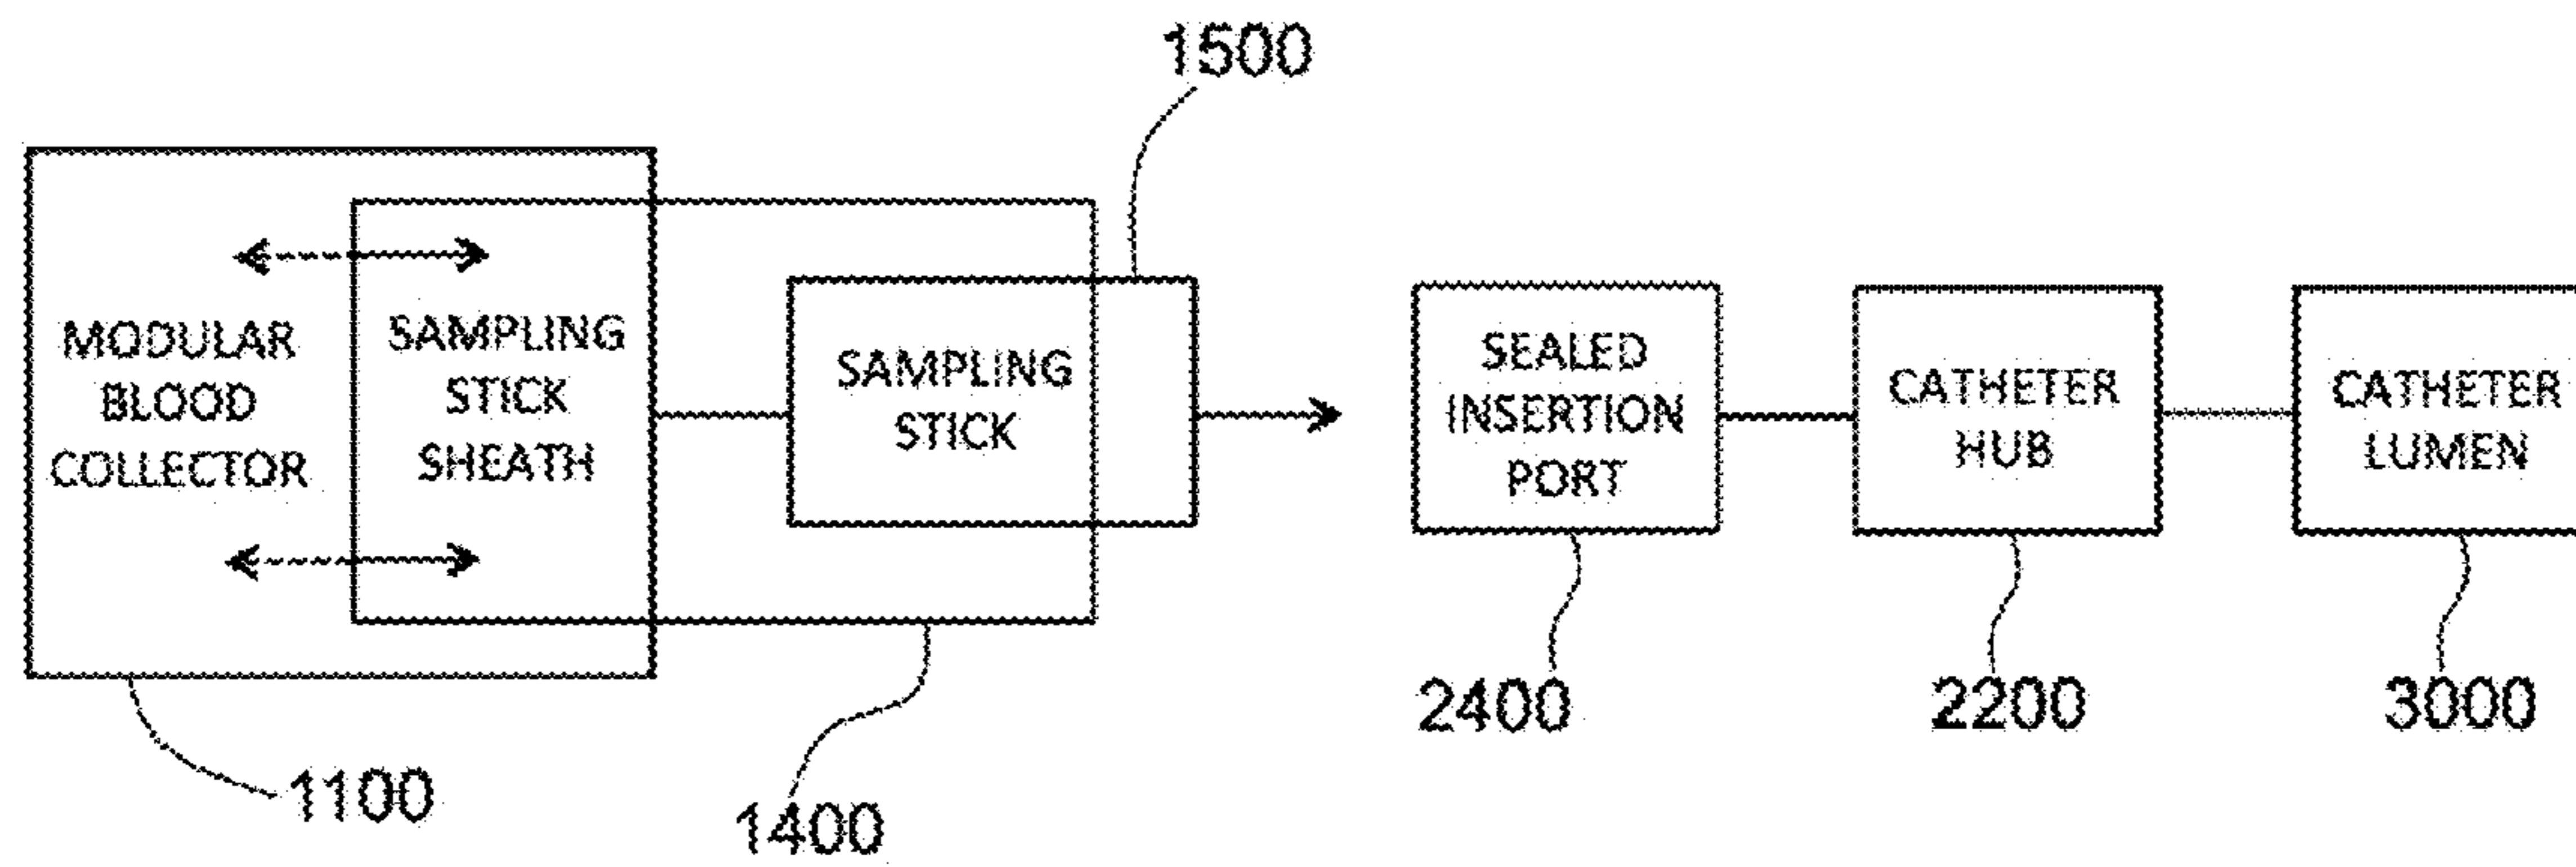 1500
MODULAR
BLOOD
COLLECTOR
SAMPLING
STICK
SHEATH
SAMPLING
STICK
SEALED
INSERTION
PORT
CATHETER
HUB
CATHETER
LUMEN
2400
2200
3000
1100
1400